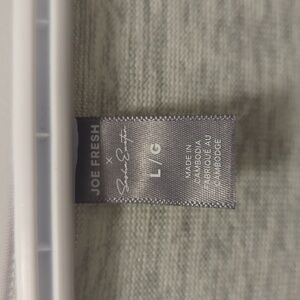 JOE FRESH
X
L/G
MADE IN
CAMBODIA
FABRIQUÉ AU
CAMBODGE